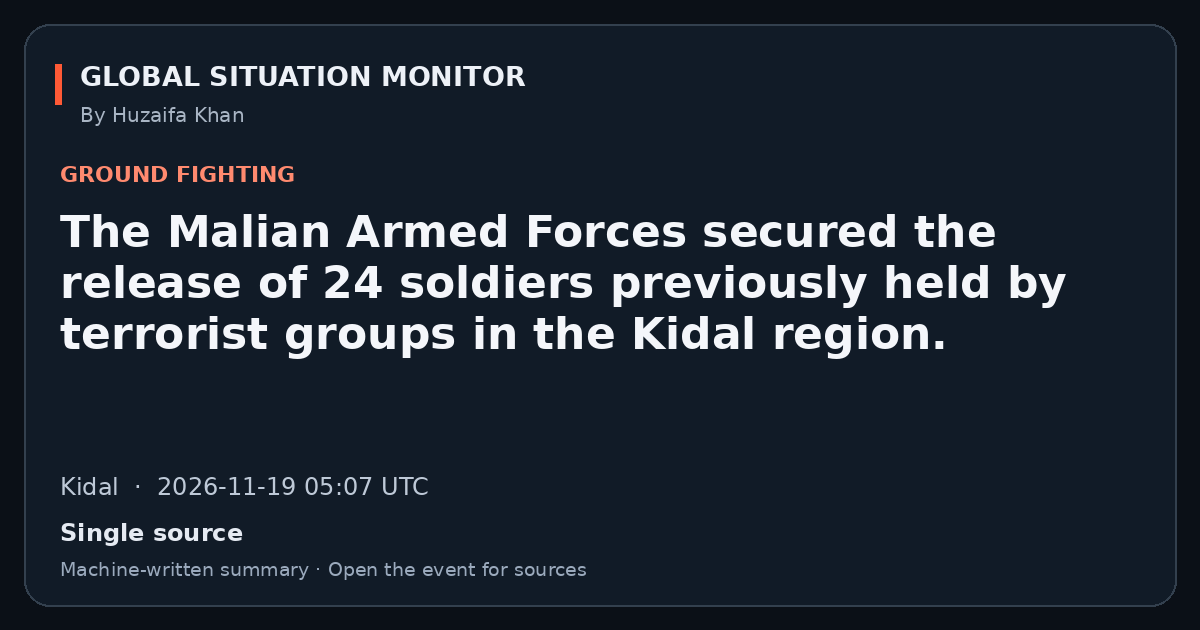 GLOBAL SITUATION MONITOR
By Huzaifa Khan
GROUND FIGHTING
The Malian Armed Forces secured the
release of 24 soldiers previously held by
terrorist groups in the Kidal region.
Kidal · 2026-11-19 05:07 UTC
Single source
Machine-written summary · Open the event for sources